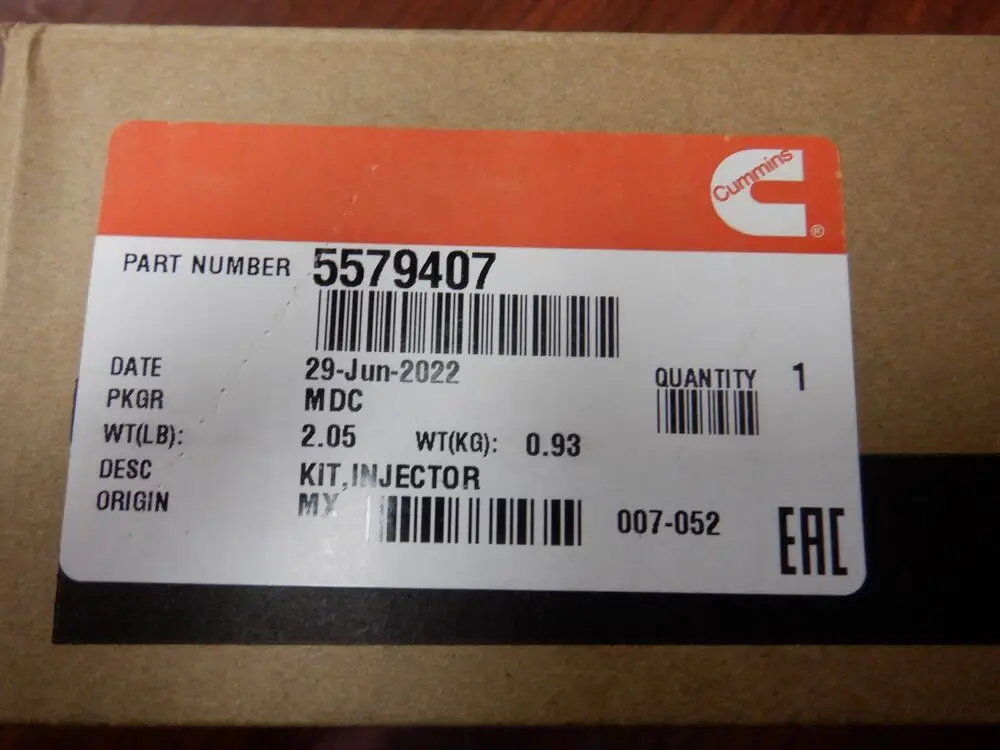 Cummins
®
PART NUMBER 5579407
DATE 29-Jun-2022
QUANTITY 1
PKGR MDC
WT(LB): 2.05 WT(KG): 0.93
DESC KIT,INJECTOR
ORIGIN MX
007-052
EAC